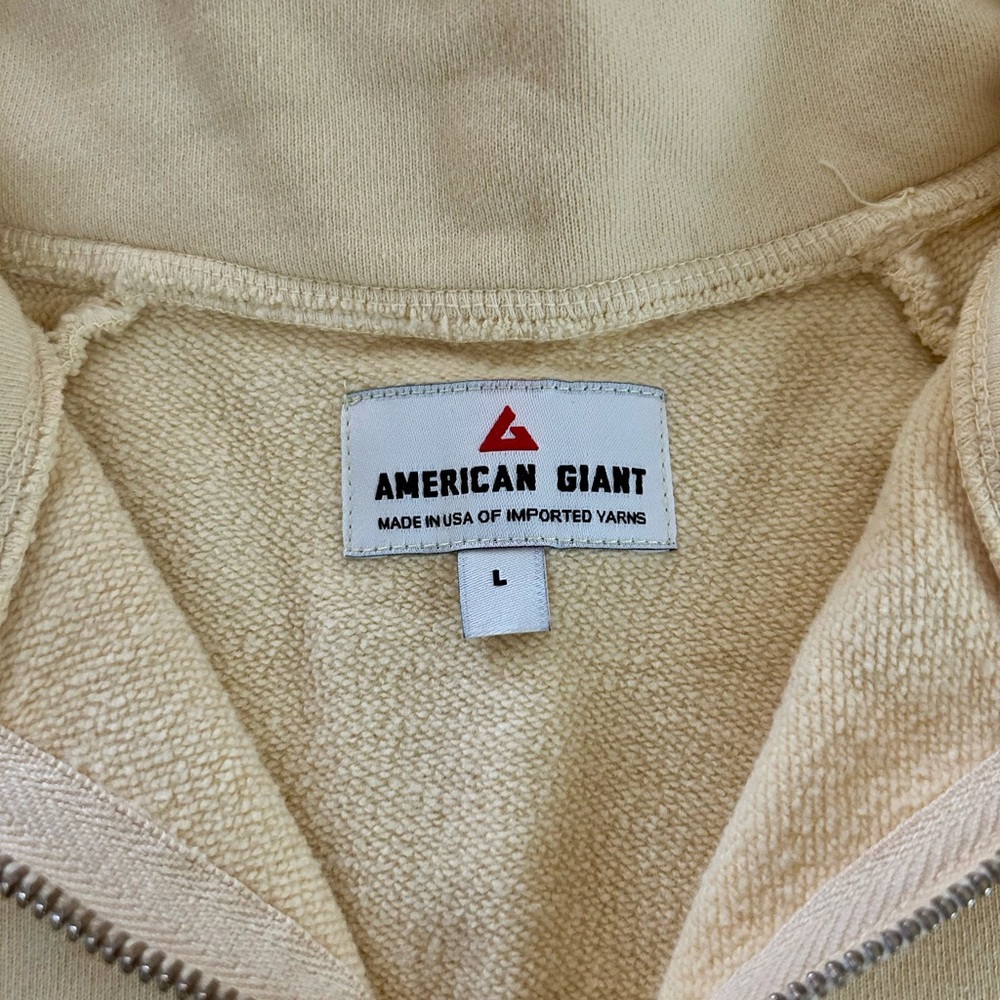 AMERICAN GIANT
MADE IN USA OF IMPORTED YARNS
L